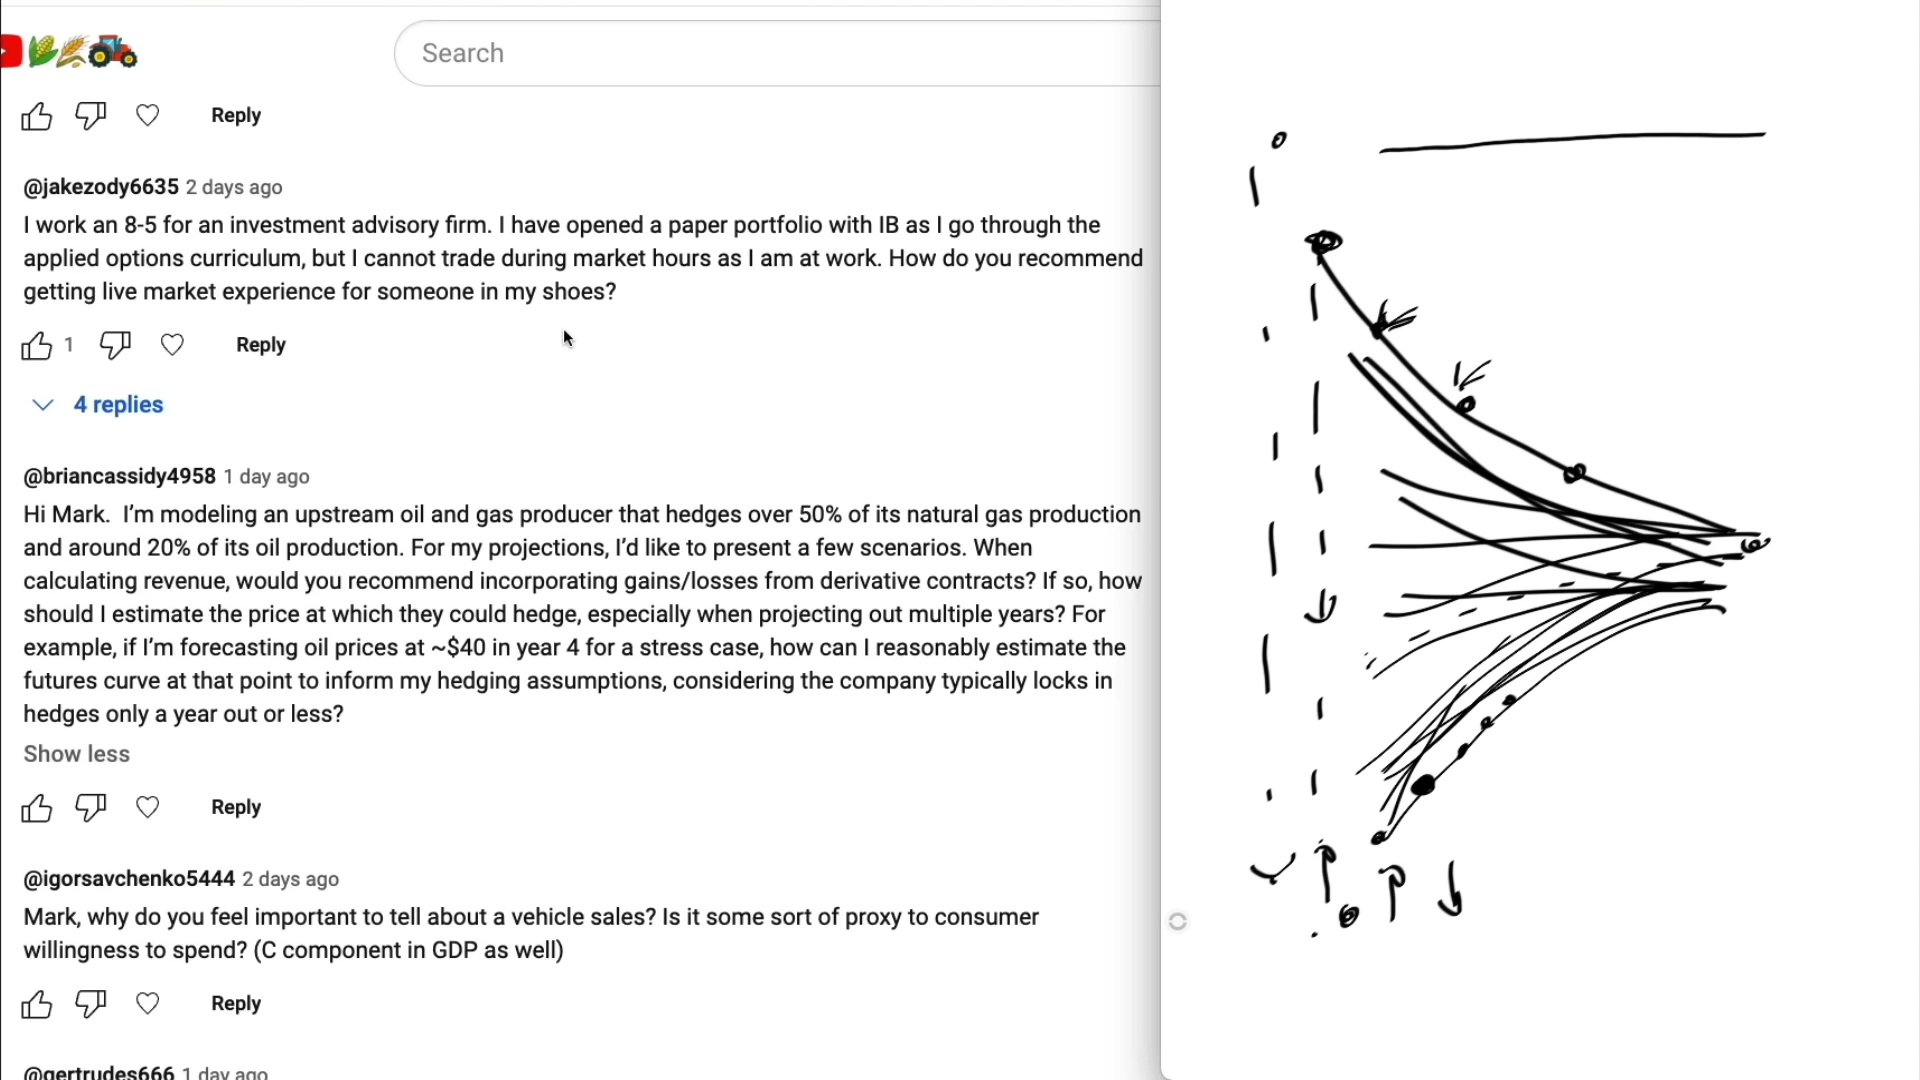 Search
Reply
@jakezody6635 2 days ago
I work an 8-5 for an investment advisory firm. I have opened a paper portfolio with IB as I go through the
applied options curriculum, but I cannot trade during market hours as I am at work. How do you recommend
getting live market experience for someone in my shoes?
1
Reply
4 replies
@briancassidy4958 1 day ago
Hi Mark. I'm modeling an upstream oil and gas producer that hedges over 50% of its natural gas production
and around 20% of its oil production. For my projections, I'd like to present a few scenarios. When
calculating revenue, would you recommend incorporating gains/losses from derivative contracts? If so, how
should I estimate the price at which they could hedge, especially when projecting out multiple years? For
example, if I'm forecasting oil prices at ~$40 in year 4 for a stress case, how can I reasonably estimate the
futures curve at that point to inform my hedging assumptions, considering the company typically locks in
hedges only a year out or less?
Show less
Reply
@igorsavchenko5444 2 days ago
Mark, why do you feel important to tell about a vehicle sales? Is it some sort of proxy to consumer
willingness to spend? (C component in GDP as well)
Reply
@gertrudes666 1 day ago